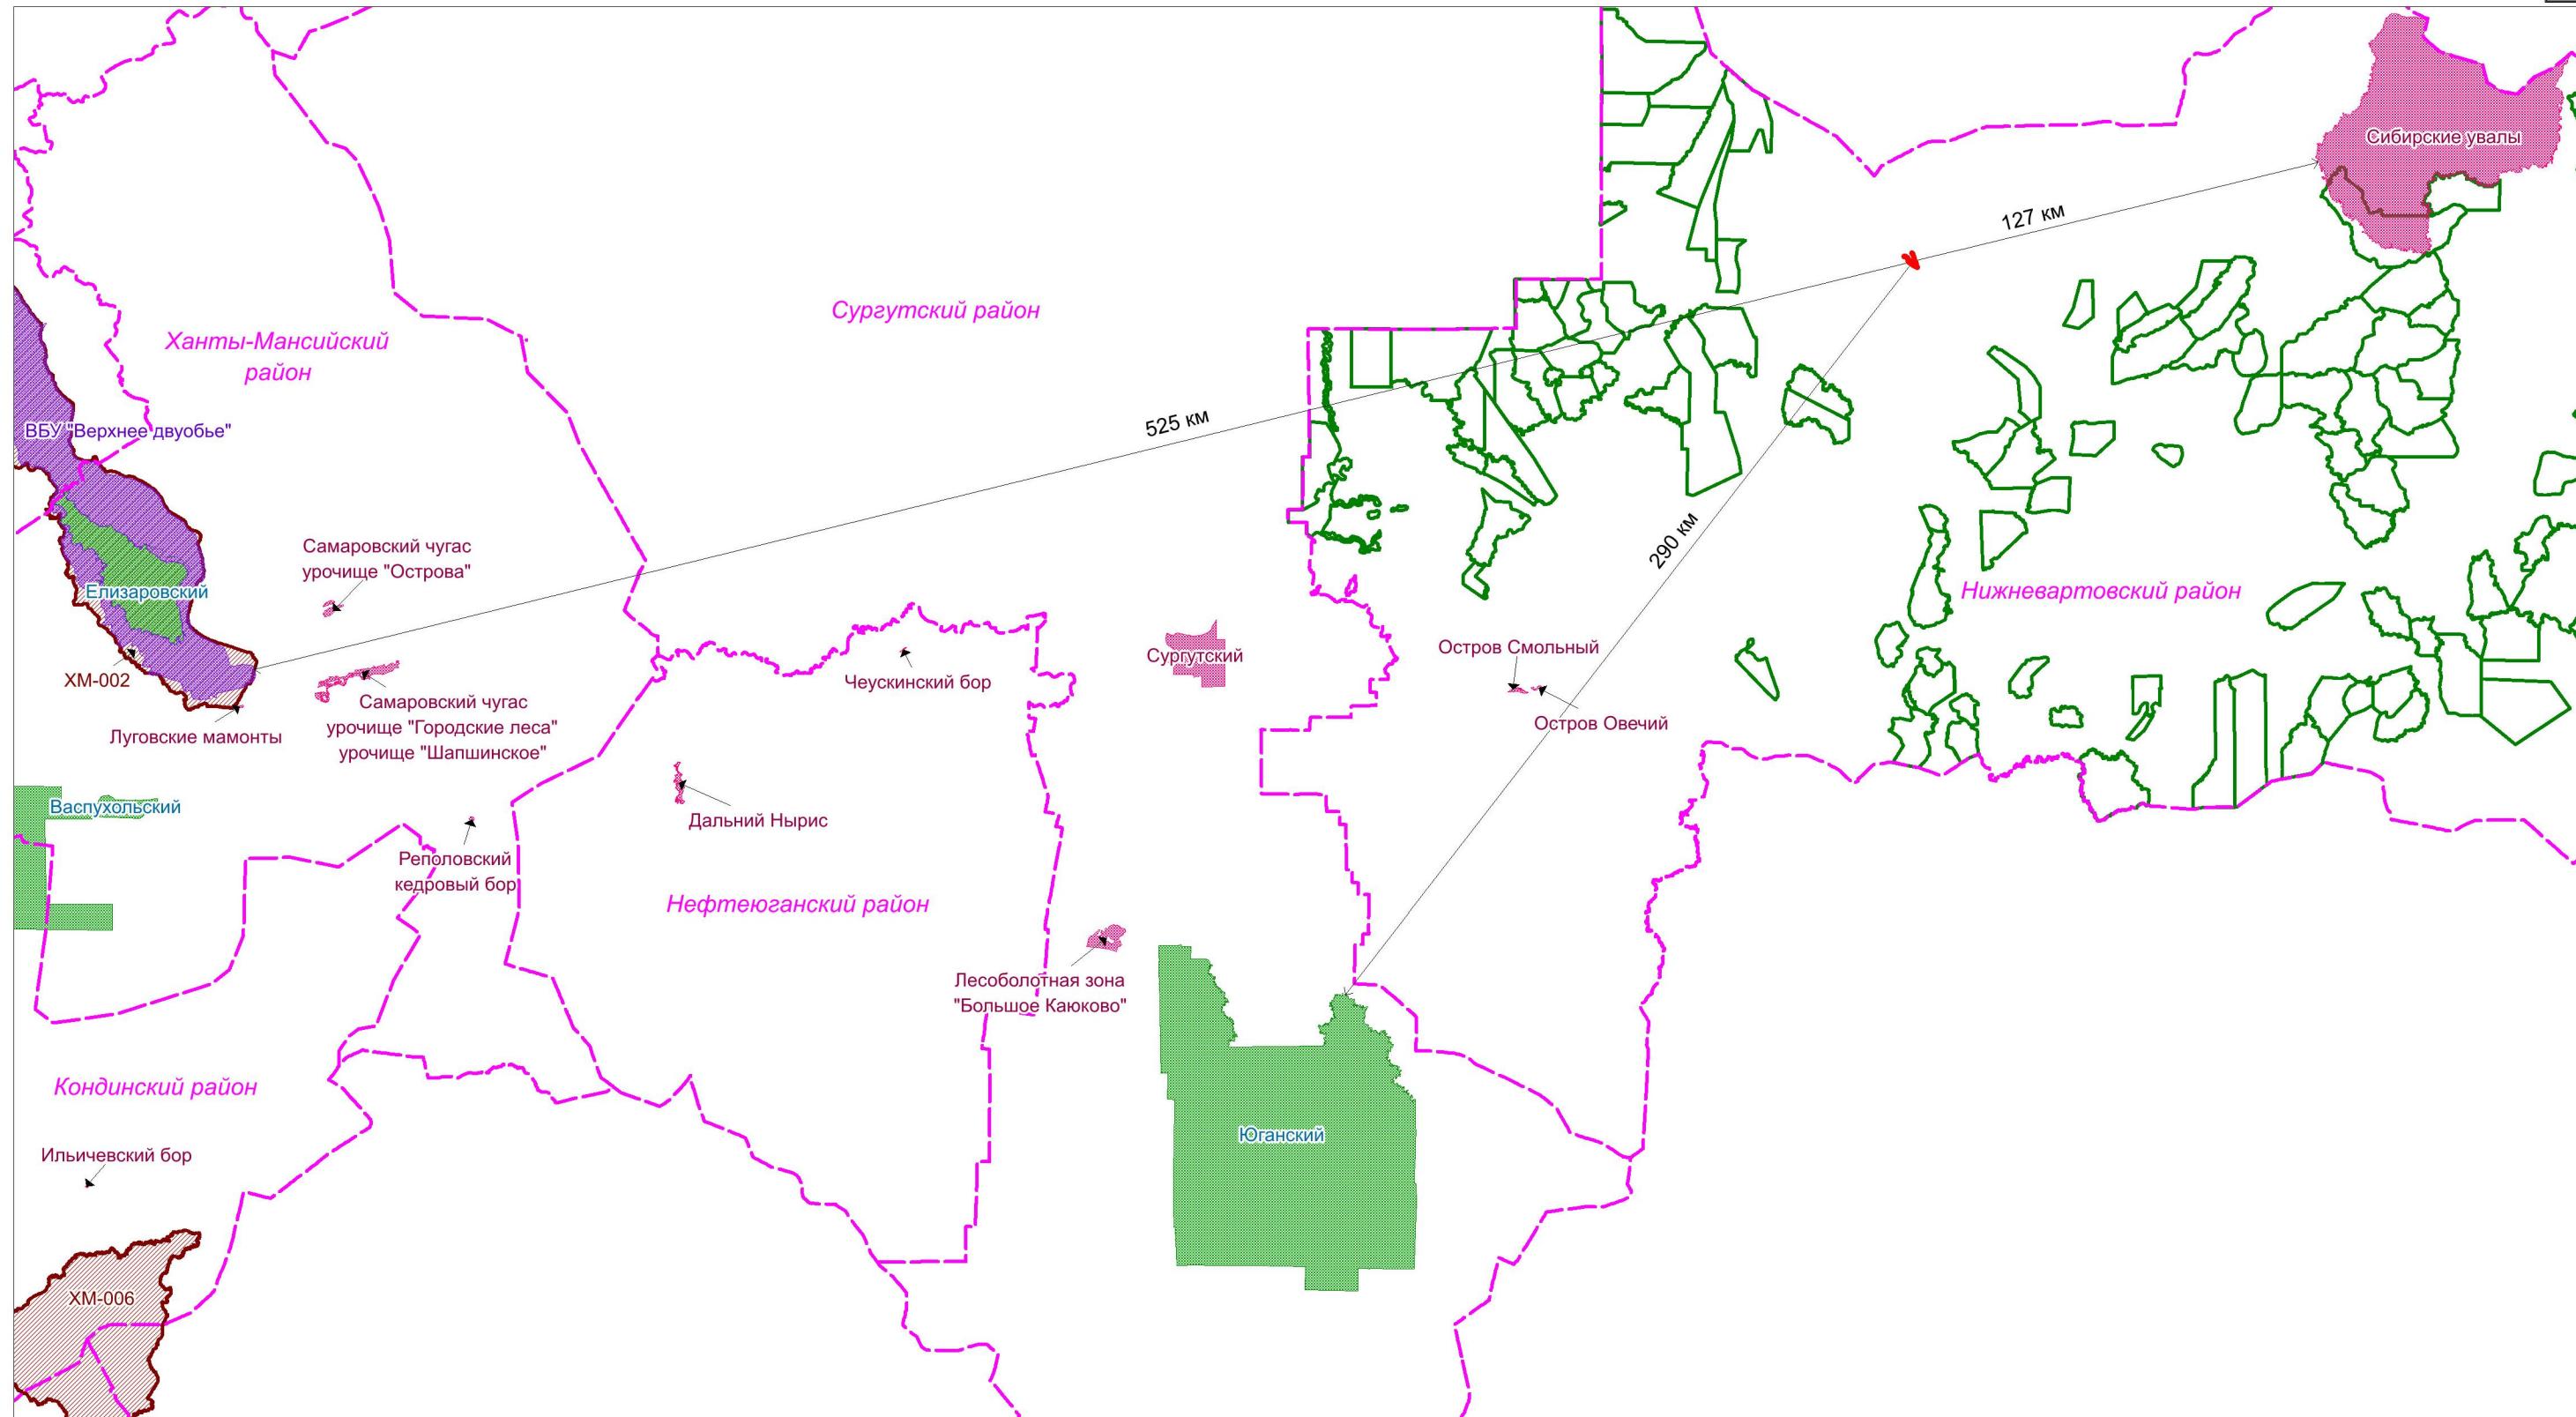 Сибирские увалы
127 км
Сургутский район
Ханты-Мансийский
район
525 км
ВБУ "Верхнее двуобье"
290 км
Самаровский чугас
урочище "Острова"
Елизаровский
Нижневартовский район
Остров Смольный
Сургутский
ХМ-002
Чеускинский бор
Самаровский чугас
урочище "Городские леса"
урочище "Шапшинское"
Остров Овечий
Луговские мамонты
Васпухольский
Дальний Нырис
Реполовский
кедровый бор
Нефтеюганский район
Лесоболотная зона
"Большое Каюково"
Кондинский район
Юганский
Ильичевский бор
ХМ-006